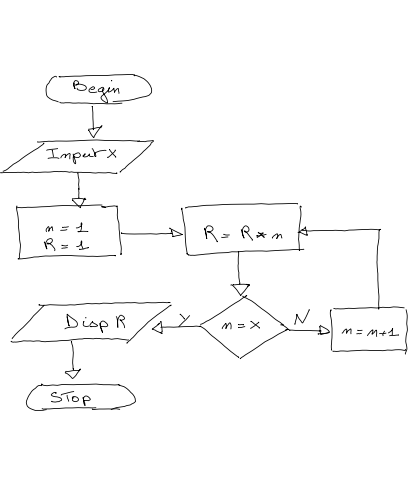 Begin
Input X
n = 1
R = 1
R = R * n
n = X
Y
N
n = n+1
Disp R
STop